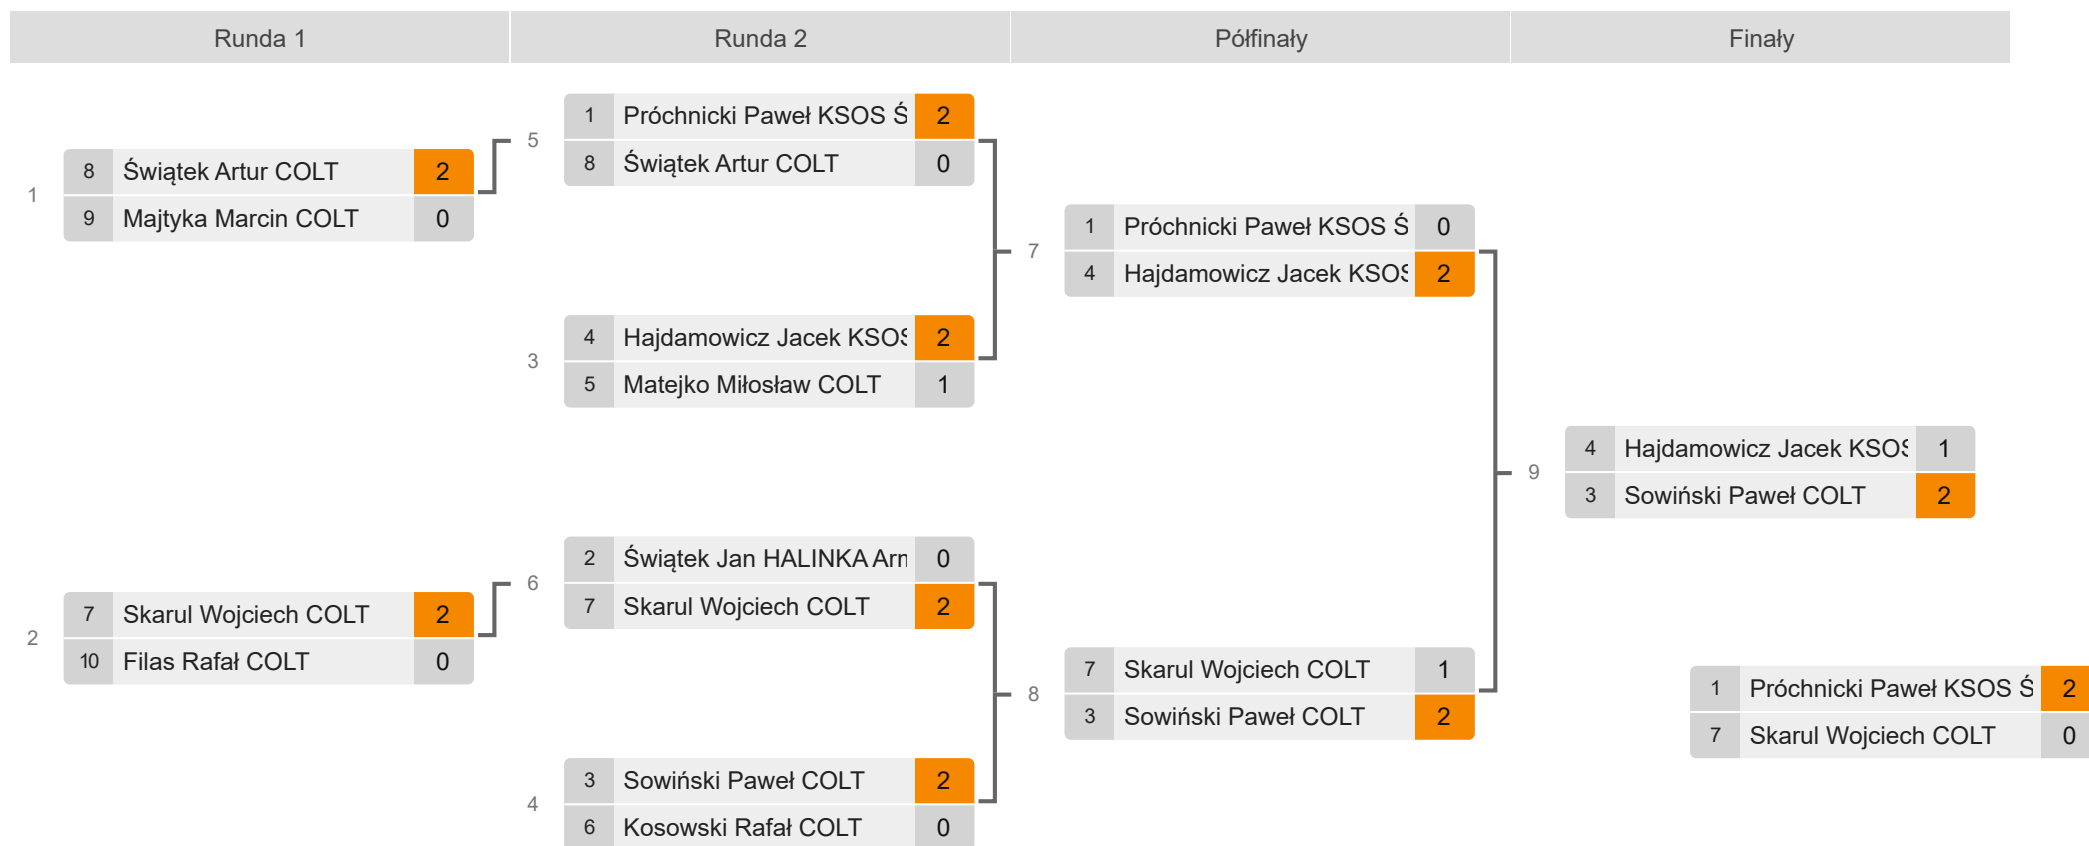 Runda 1
Runda 2
Półfinały
Finały
1
8 Świątek Artur COLT 2
9 Majtyka Marcin COLT 0
2
7 Skarul Wojciech COLT 2
10 Filas Rafał COLT 0
5
1 Próchnicki Paweł KSOS Ś 2
8 Świątek Artur COLT 0
3
4 Hajdamowicz Jacek KSOS 2
5 Matejko Miłosław COLT 1
6
2 Świątek Jan HALINKA 0
7 Skarul Wojciech COLT 2
4
3 Sowiński Paweł COLT 2
6 Kosowski Rafał COLT 0
7
1 Próchnicki Paweł KSOS Ś 0
4 Hajdamowicz Jacek KSOS 2
8
7 Skarul Wojciech COLT 1
3 Sowiński Paweł COLT 2
9
4 Hajdamowicz Jacek KSOS 1
3 Sowiński Paweł COLT 2
1 Próchnicki Paweł KSOS Ś 2
7 Skarul Wojciech COLT 0